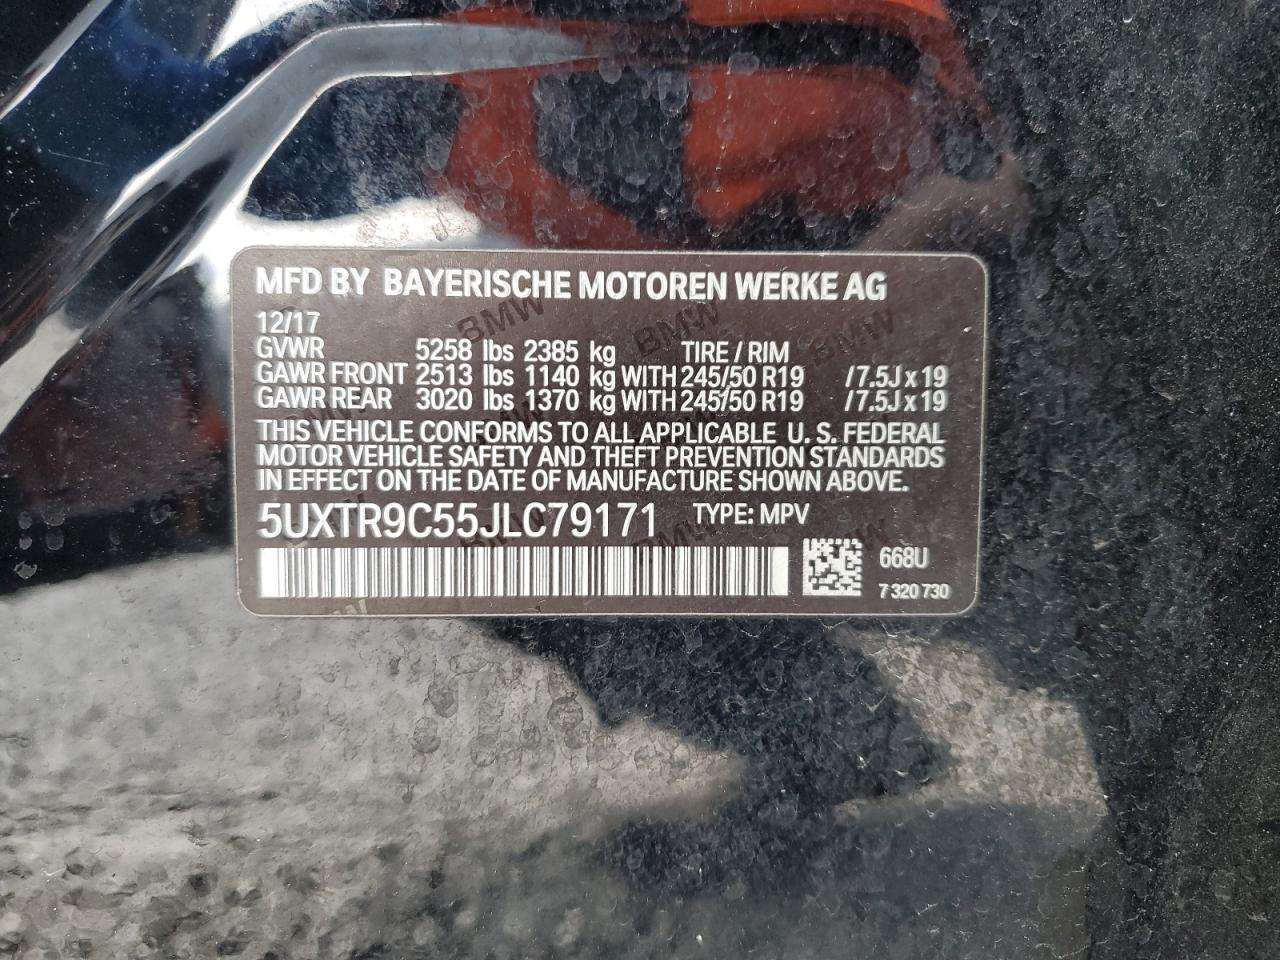 MFD BY BAYERISCHE MOTOREN WERKE AG
12/17
GVWR 5258 lbs 2385 kg TIRE / RIM
GAWR FRONT 2513 lbs 1140 kg WITH 245/50 R19 /7.5J x 19
GAWR REAR 3020 lbs 1370 kg WITH 245/50 R19 /7.5J x 19
THIS VEHICLE CONFORMS TO ALL APPLICABLE U. S. FEDERAL
MOTOR VEHICLE SAFETY AND THEFT PREVENTION STANDARDS
IN EFFECT ON THE DATE OF MANUFACTURE SHOWN ABOVE.
5UXTR9C55JLC79171 TYPE: MPV
668U
7 320 730